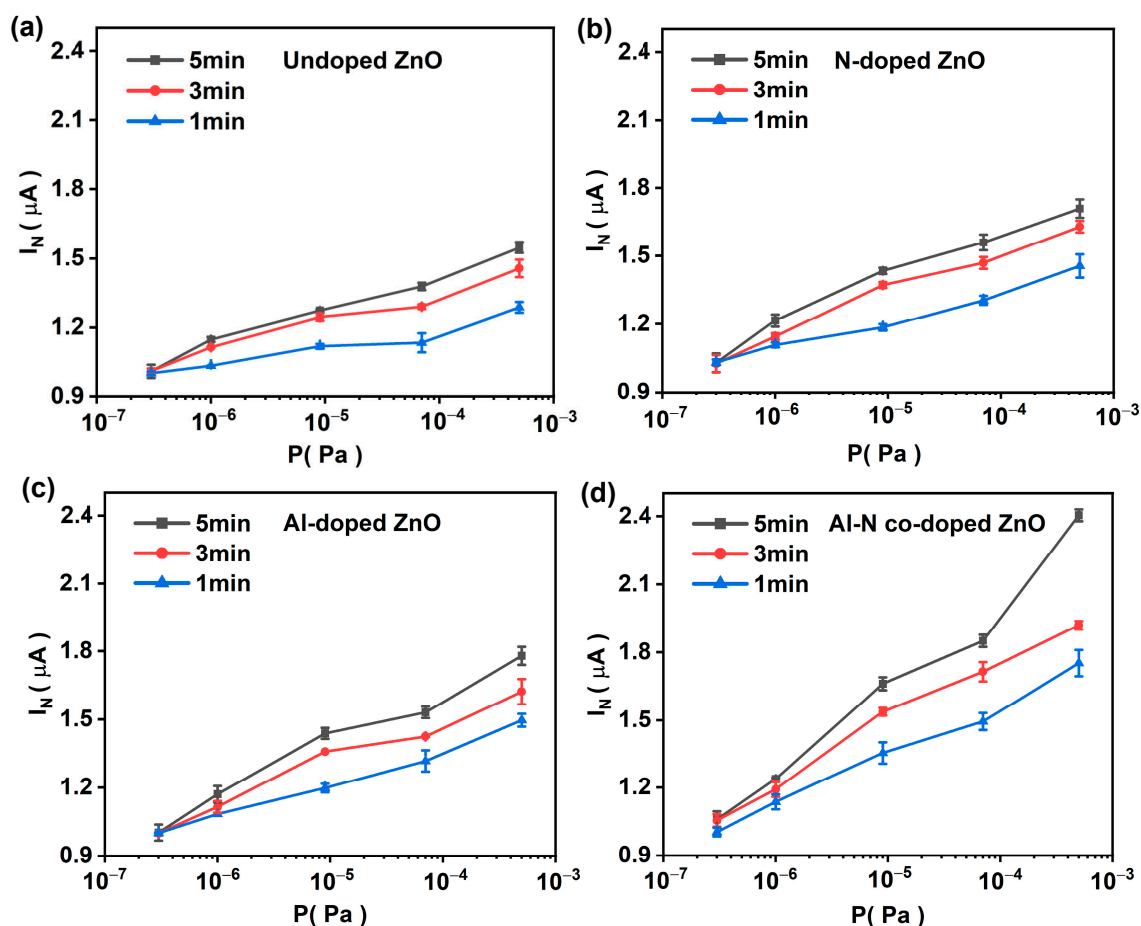 (a)
2.4
2.1
1.8
1.5
1.2
0.9
I_N ( μA )
5min
3min
1min
Undoped ZnO
10⁻⁷
10⁻⁶
10⁻⁵
10⁻⁴
10⁻³
P( Pa )
(b)
2.4
2.1
1.8
1.5
1.2
0.9
I_N ( μA )
5min
3min
1min
N-doped ZnO
10⁻⁷
10⁻⁶
10⁻⁵
10⁻⁴
10⁻³
P( Pa )
(c)
2.4
2.1
1.8
1.5
1.2
0.9
I_N ( μA )
5min
3min
1min
Al-doped ZnO
10⁻⁷
10⁻⁶
10⁻⁵
10⁻⁴
10⁻³
P( Pa )
(d)
2.4
2.1
1.8
1.5
1.2
0.9
I_N ( μA )
5min
3min
1min
Al-N co-doped ZnO
10⁻⁷
10⁻⁶
10⁻⁵
10⁻⁴
10⁻³
P( Pa )